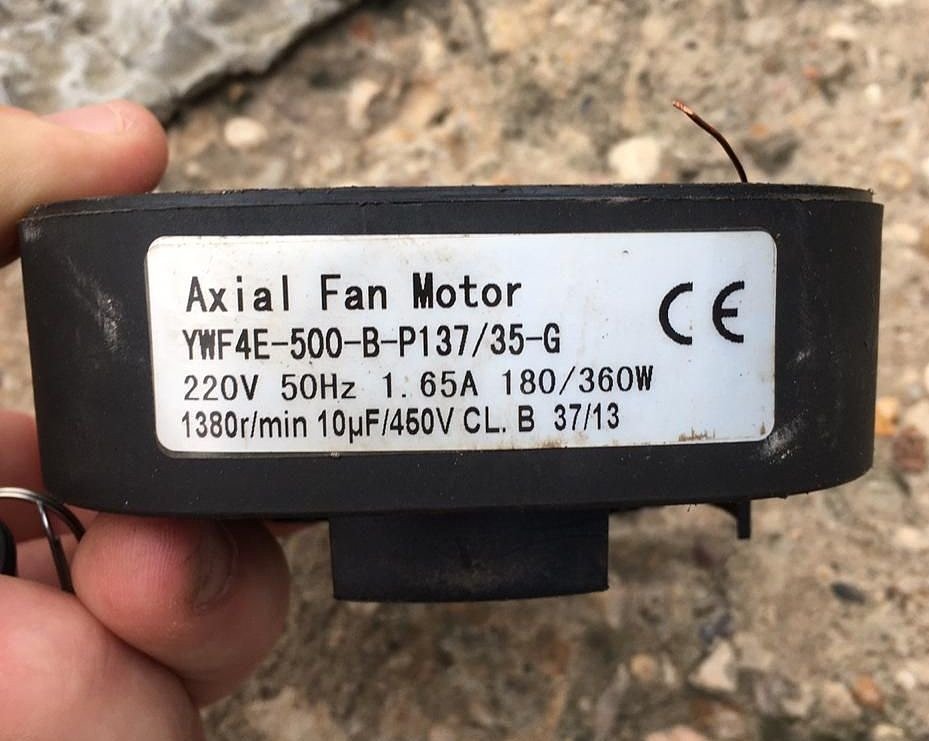 Axial Fan Motor
CE
YWF4E-500-B-P137/35-G
220V 50Hz 1.65A 180/360W
1380r/min 10μF/450V CL. B 37/13